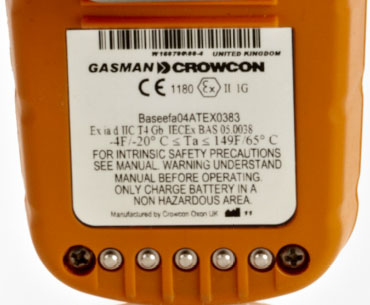 UNITED KINGDOM
GASMAN CROWCON
CE 1180 Ex II 1G
Baseefa04ATEX0383
Ex ia d IIC T4 Gb IECEx BAS 05.0038
-4F/-20° C ≤ Ta ≤ 149F/65° C
FOR INTRINSIC SAFETY PRECAUTIONS
SEE MANUAL. WARNING UNDERSTAND
MANUAL BEFORE OPERATING.
ONLY CHARGE BATTERY IN A
NON HAZARDOUS AREA.
Manufactured by Crowcon Oxon UK